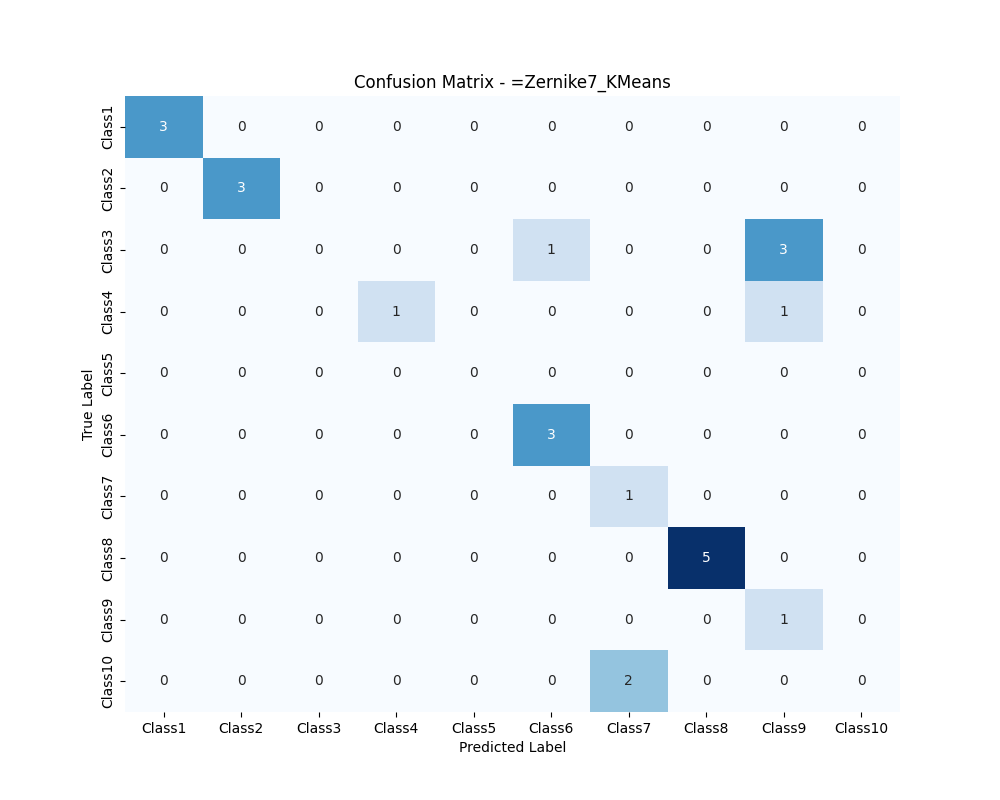 Confusion Matrix - =Zernike7_KMeans
Class1 3 0 0 0 0 0 0 0 0 0
Class2 0 3 0 0 0 0 0 0 0 0
Class3 0 0 0 0 0 1 0 0 3 0
Class4 0 0 0 1 0 0 0 0 1 0
Class5 0 0 0 0 0 0 0 0 0 0
Class6 0 0 0 0 0 3 0 0 0 0
Class7 0 0 0 0 0 0 1 0 0 0
Class8 0 0 0 0 0 0 0 5 0 0
Class9 0 0 0 0 0 0 0 0 1 0
Class10 0 0 0 0 0 0 2 0 0 0
True Label
Class1 Class2 Class3 Class4 Class5 Class6 Class7 Class8 Class9 Class10
Predicted Label